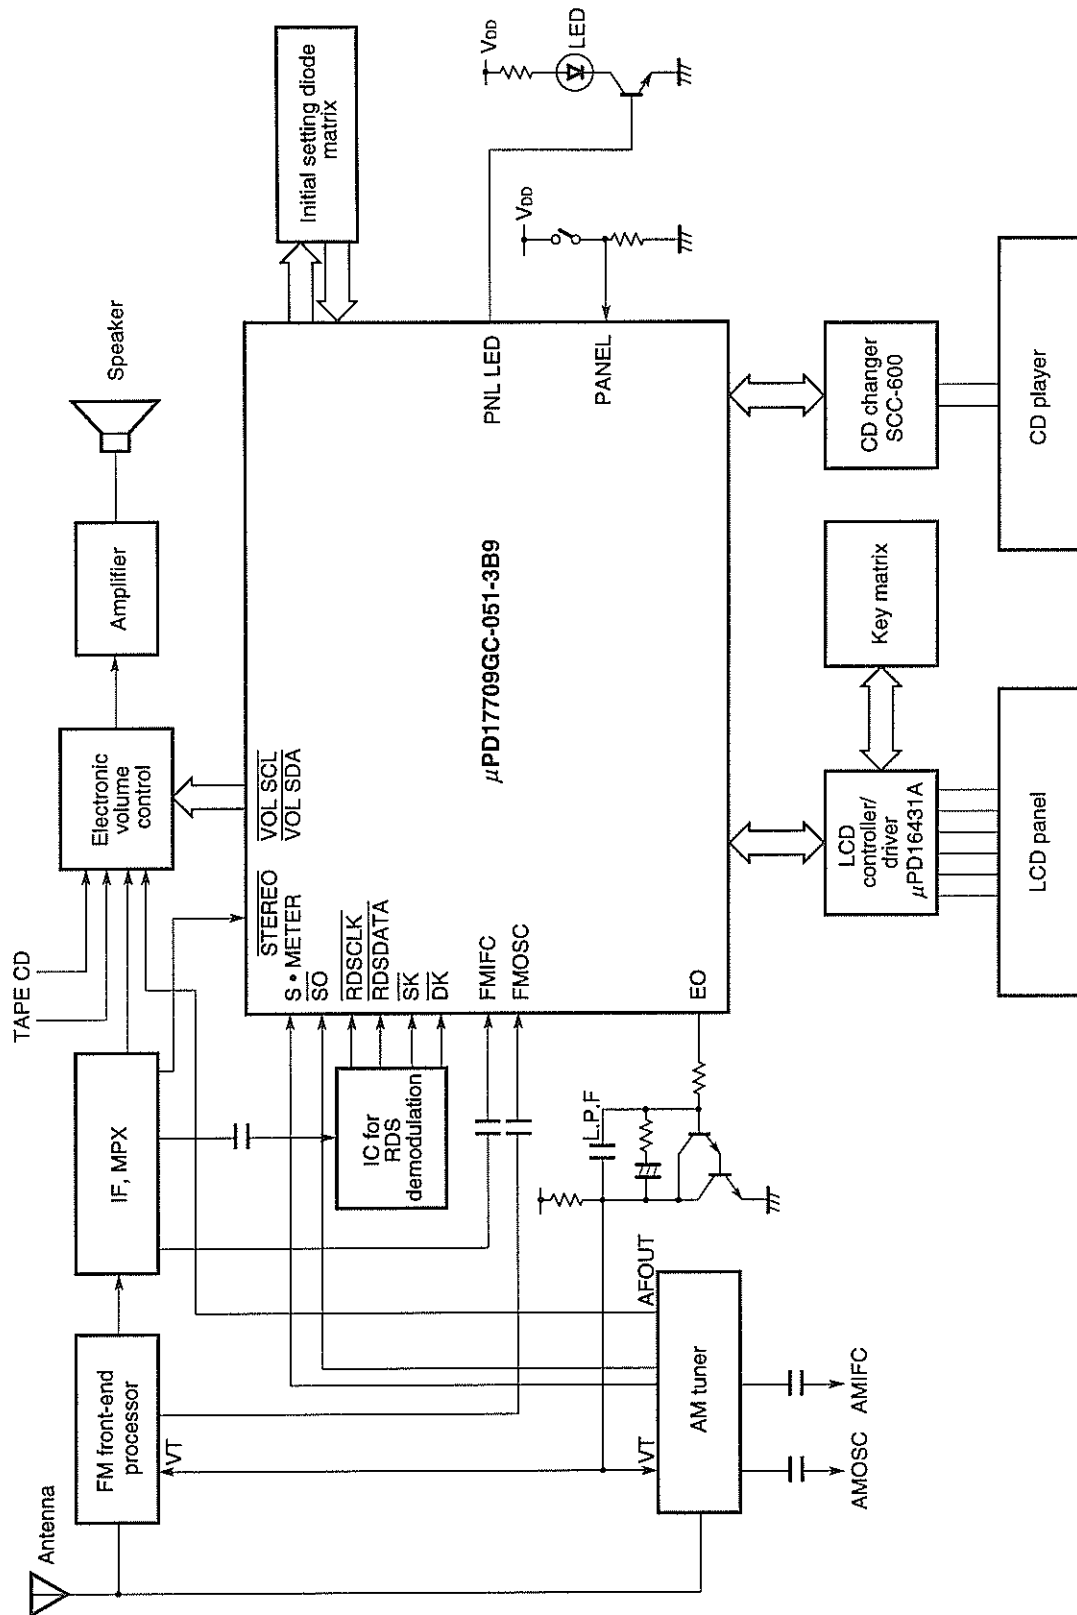 Antenna
FM front-end
processor
VT
IF, MPX
TAPE CD
Electronic
volume
control
Amplifier
Speaker
Initial setting diode
matrix
STEREO
S • METER
SO
RDSCLK
RDSDATA
SK
DK
FMIFC
FMOSC
EO
VOL SCL
VOL SDA
μPD17709GC-051-3B9
PNL LED
PANEL
VDD
LED
VDD
IC for
RDS
demodulation
L.P.F
AFOUT
VT
AM tuner
AMOSC
AMIFC
LCD
controller/
driver
μPD16431A
Key matrix
CD changer
SCC-600
LCD panel
CD player